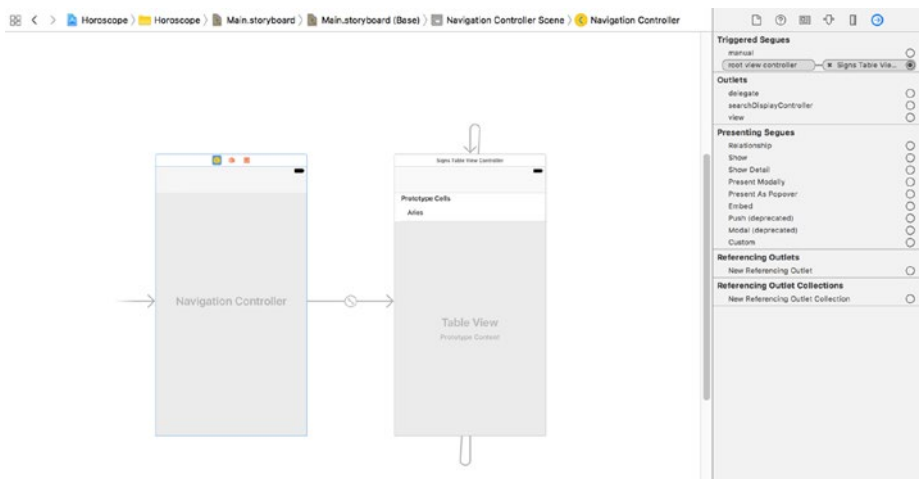 Horoscope 〉 Horoscope 〉 Main.storyboard 〉 Main.storyboard (Base) 〉 Navigation Controller Scene 〉 Navigation Controller
Signs Table View Controller
Prototype Cells
Aries
Navigation Controller
Table View
Prototype Content
Triggered Segues
manual
root view controller Signs Table Vie...
Outlets
delegate
searchDisplayController
view
Presenting Segues
Relationship
Show
Show Detail
Present Modally
Present As Popover
Embed
Push (deprecated)
Modal (deprecated)
Custom
Referencing Outlets
New Referencing Outlet
Referencing Outlet Collections
New Referencing Outlet Collection